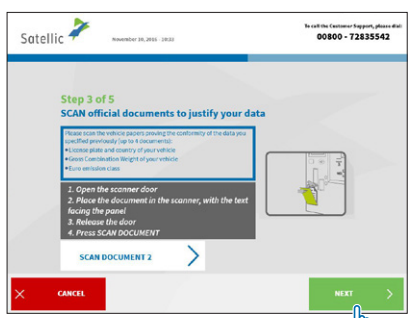 To call the Customer Support, please dial:
Satellic
November 20, 2015 - 20:33
00800 - 72835542
Step 3 of 5
SCAN official documents to justify your data
Please scan the vehicle papers proving the conformity of the data you
specified previously (up to 4 documents):
•License plate and country of your vehicle
•Gross Combination Weight of your vehicle
•Euro emission class
1. Open the scanner door
2. Place the document in the scanner, with the text
facing the panel
3. Release the door
4. Press SCAN DOCUMENT
SCAN DOCUMENT 2
CANCEL
NEXT